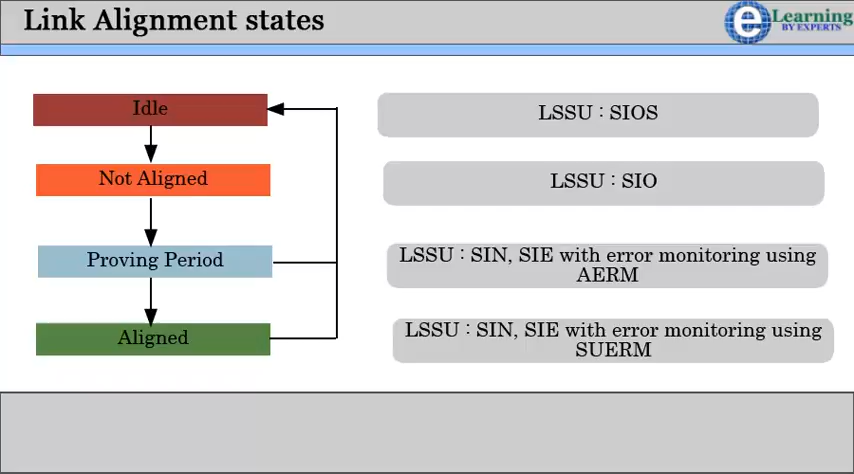 Link Alignment states
eLearning
BY EXPERTS
Idle
LSSU : SIOS
Not Aligned
LSSU : SIO
Proving Period
LSSU : SIN, SIE with error monitoring using
AERM
Aligned
LSSU : SIN, SIE with error monitoring using
SUERM